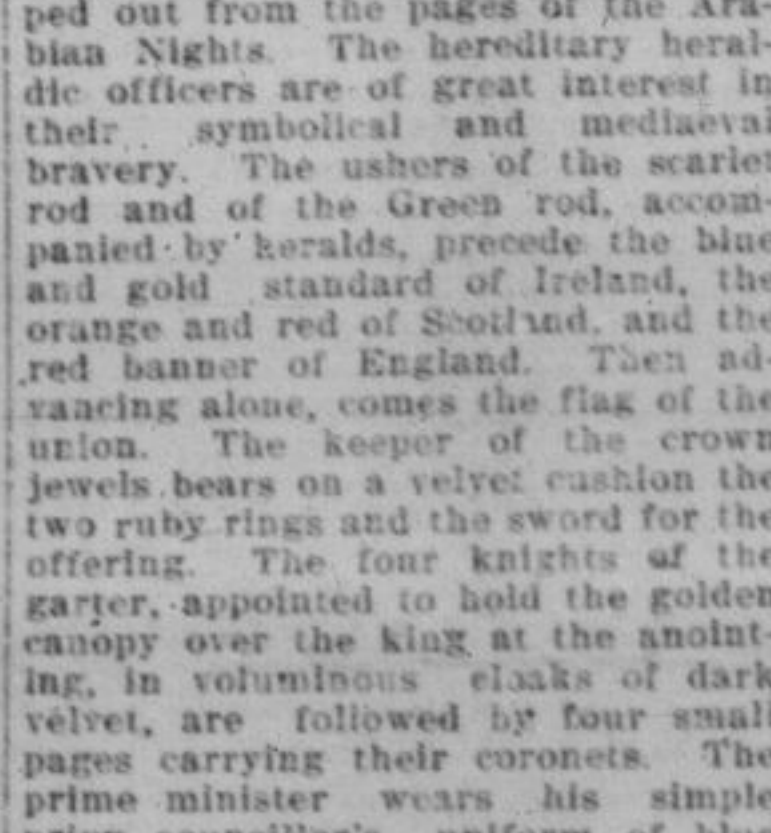 ped out from the pages of the Ara-
bian Nights. The hereditary heral-
dic officers are of great interest in
their symbolical and mediaeval
bravery. The ushers of the scarlet
rod and of the Green rod, accom-
panied by heralds, precede the blue
and gold standard of Ireland, the
orange and red of Scotland, and the
red banner of England. Then ad-
vancing alone, comes the flag of the
union. The keeper of the crown
jewels bears on a velvet cushion the
two ruby rings and the sword for the
offering. The four knights of the
garter, appointed to hold the golden
canopy over the king at the anoint-
ing, in voluminous cloaks of dark
velvet, are followed by four small
pages carrying their coronets. The
prime minister wears his simple
uniform of